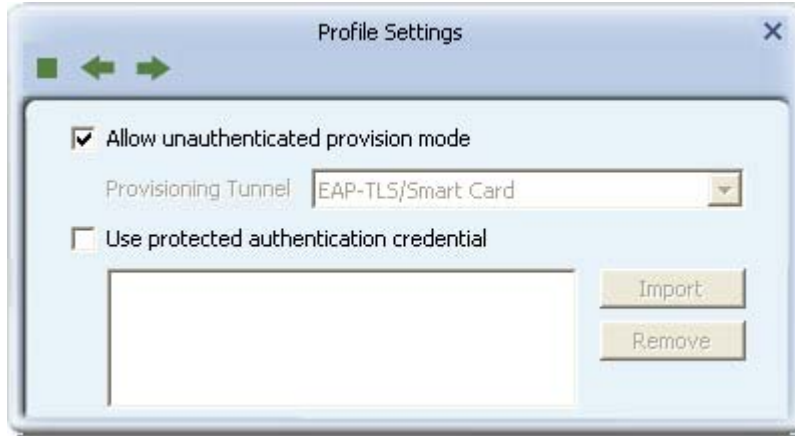 Profile Settings
Allow unauthenticated provision mode
Provisioning Tunnel EAP-TLS/Smart Card
Use protected authentication credential
Import
Remove